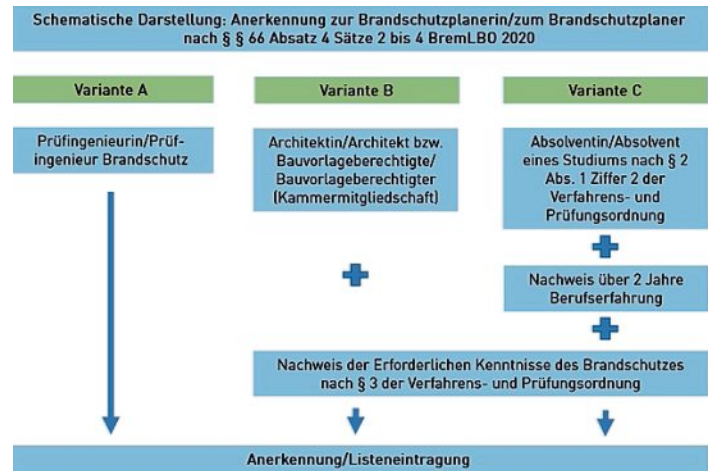 Schematische Darstellung: Anerkennung zur Brandschutzplanerin/zum Brandschutzplaner
nach § § 66 Absatz 4 Sätze 2 bis 4 BremLBO 2020
Variante A
Variante B
Variante C
Prüfingenieurin/Prüf-
ingenieur Brandschutz
Architektin/Architekt bzw.
Bauvorlageberechtigte/
Bauvorlageberechtigter
(Kammermitgliedschaft)
Absolventin/Absolvent
eines Studiums nach § 2
Abs. 1 Ziffer 2 der
Verfahrens- und
Prüfungsordnung
Nachweis über 2 Jahre
Berufserfahrung
Nachweis der Erforderlichen Kenntnisse des Brandschutzes
nach § 3 der Verfahrens- und Prüfungsordnung
Anerkennung/Listeneintragung